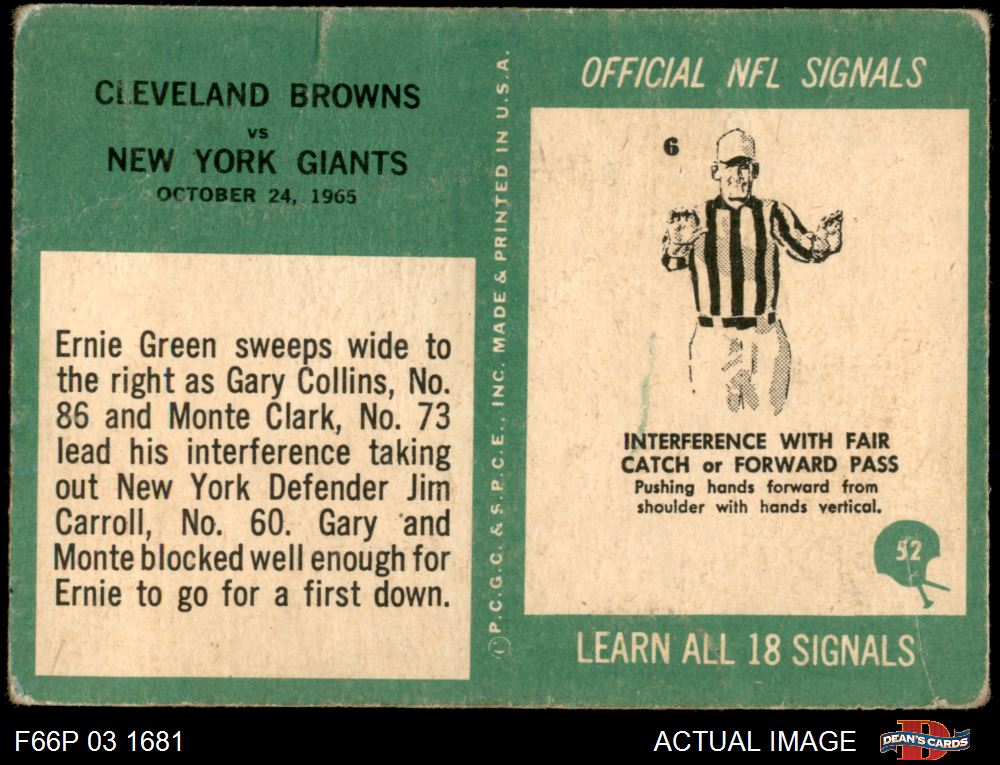 CLEVELAND BROWNS
vs
NEW YORK GIANTS
OCTOBER 24, 1965
Ernie Green sweeps wide to
the right as Gary Collins, No.
86 and Monte Clark, No. 73
lead his interference taking
out New York Defender Jim
Carroll, No. 60. Gary and
Monte blocked well enough for
Ernie to go for a first down.
© P.C.G.C. & S.P.C.E., INC. MADE & PRINTED IN U.S.A.
OFFICIAL NFL SIGNALS
6
INTERFERENCE WITH FAIR
CATCH or FORWARD PASS
Pushing hands forward from
shoulder with hands vertical.
52
LEARN ALL 18 SIGNALS
F66P 03 1681
ACTUAL IMAGE
DEAN'S CARDS